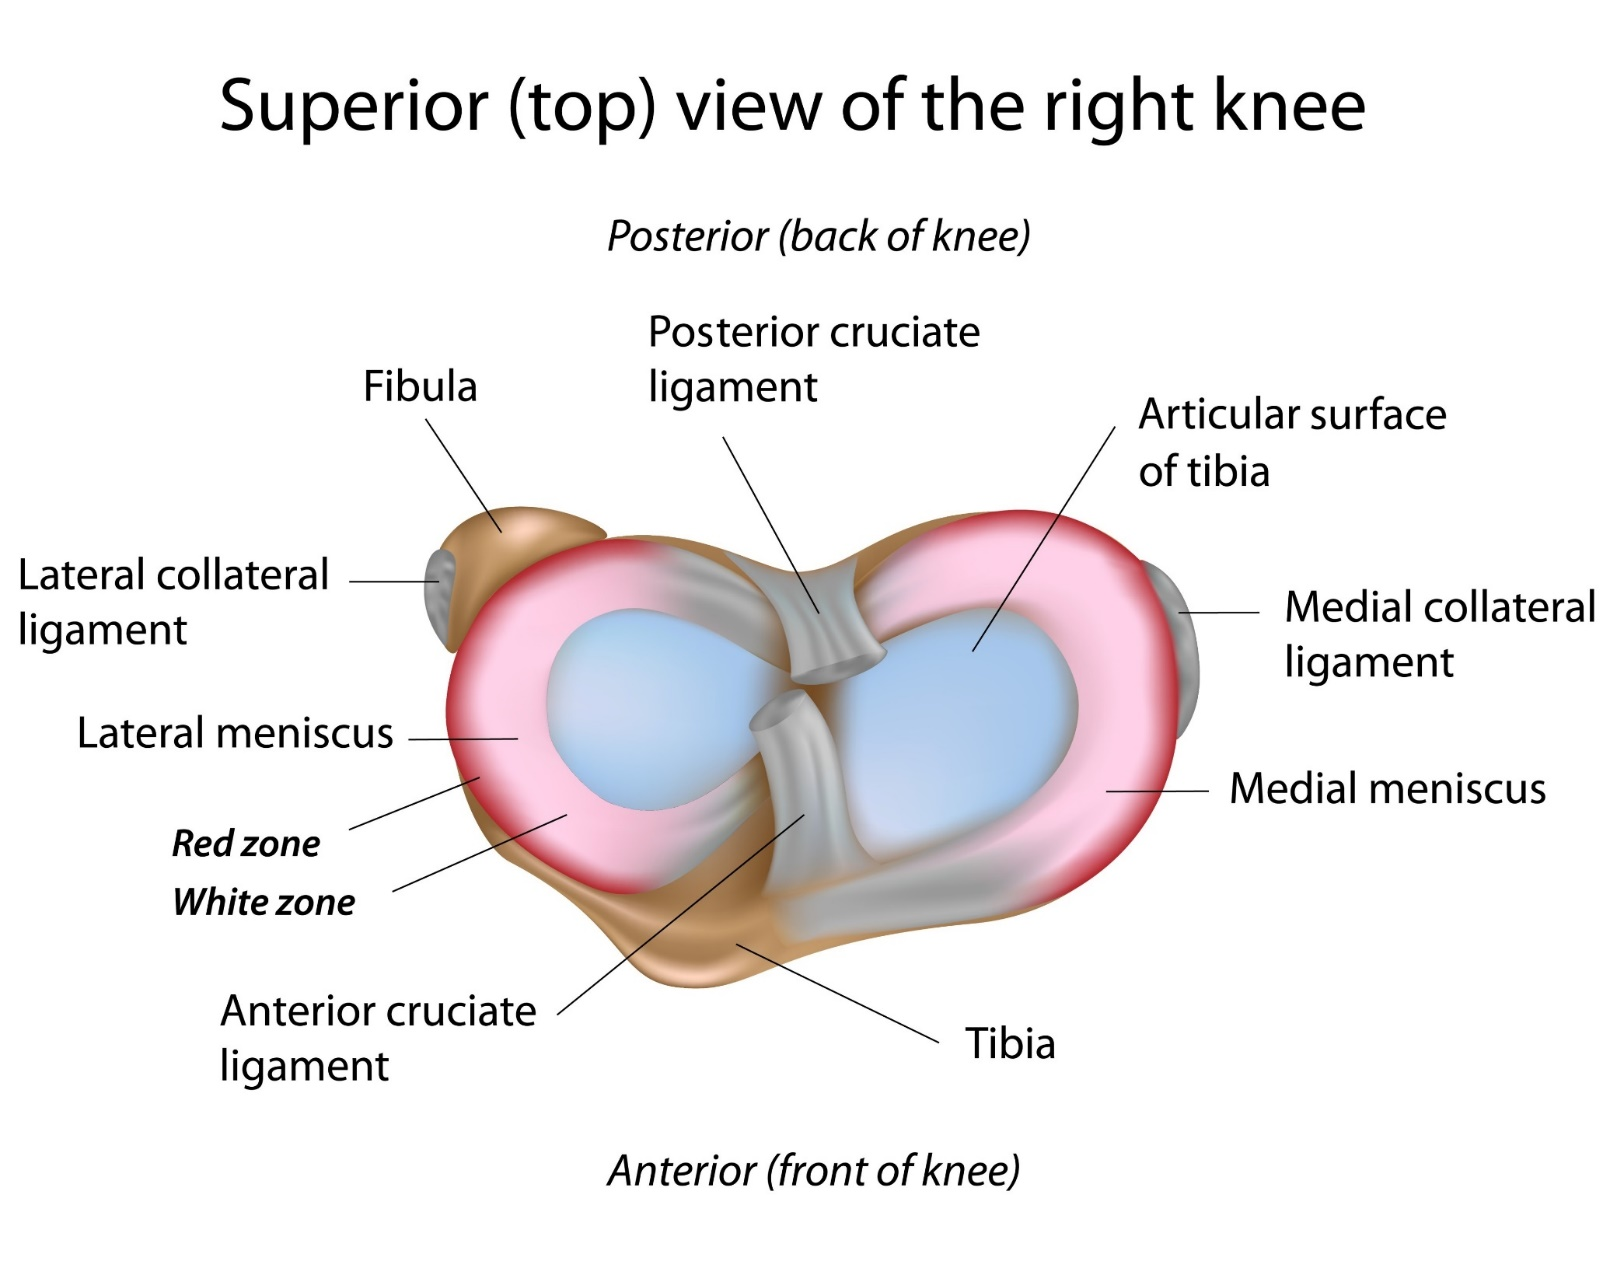 Superior (top) view of the right knee
Posterior (back of knee)
Posterior cruciate
ligament
Fibula
Articular surface
of tibia
Lateral collateral
ligament
Medial collateral
ligament
Lateral meniscus
Medial meniscus
Red zone
White zone
Anterior cruciate
ligament
Tibia
Anterior (front of knee)